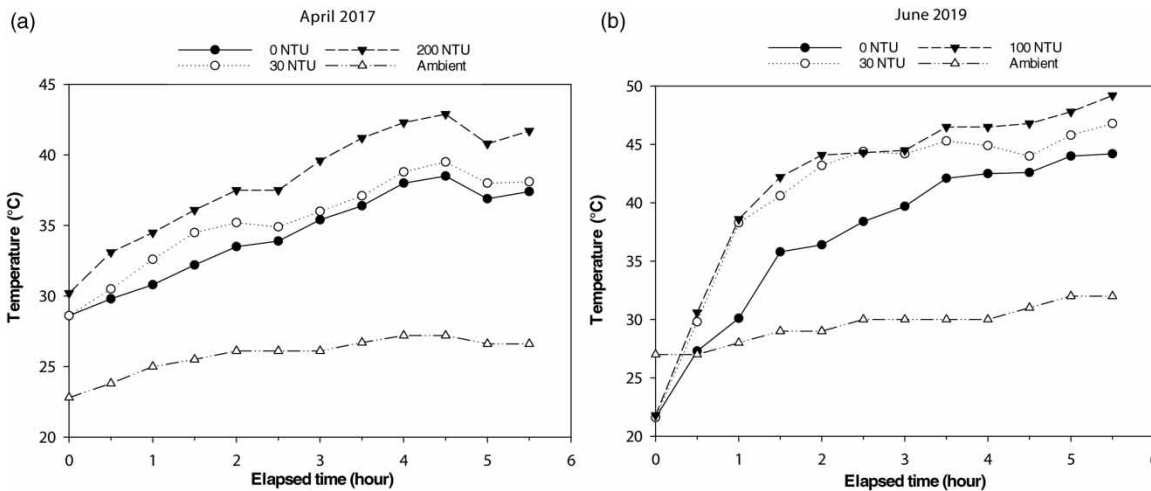 (a)
April 2017
0 NTU
200 NTU
30 NTU
Ambient
45
40
35
30
25
20
Temperature (°C)
0 1 2 3 4 5 6
Elapsed time (hour)
(b)
June 2019
0 NTU
100 NTU
30 NTU
Ambient
50
45
40
35
30
25
20
Temperature (°C)
0 1 2 3 4 5 6
Elapsed time (hour)